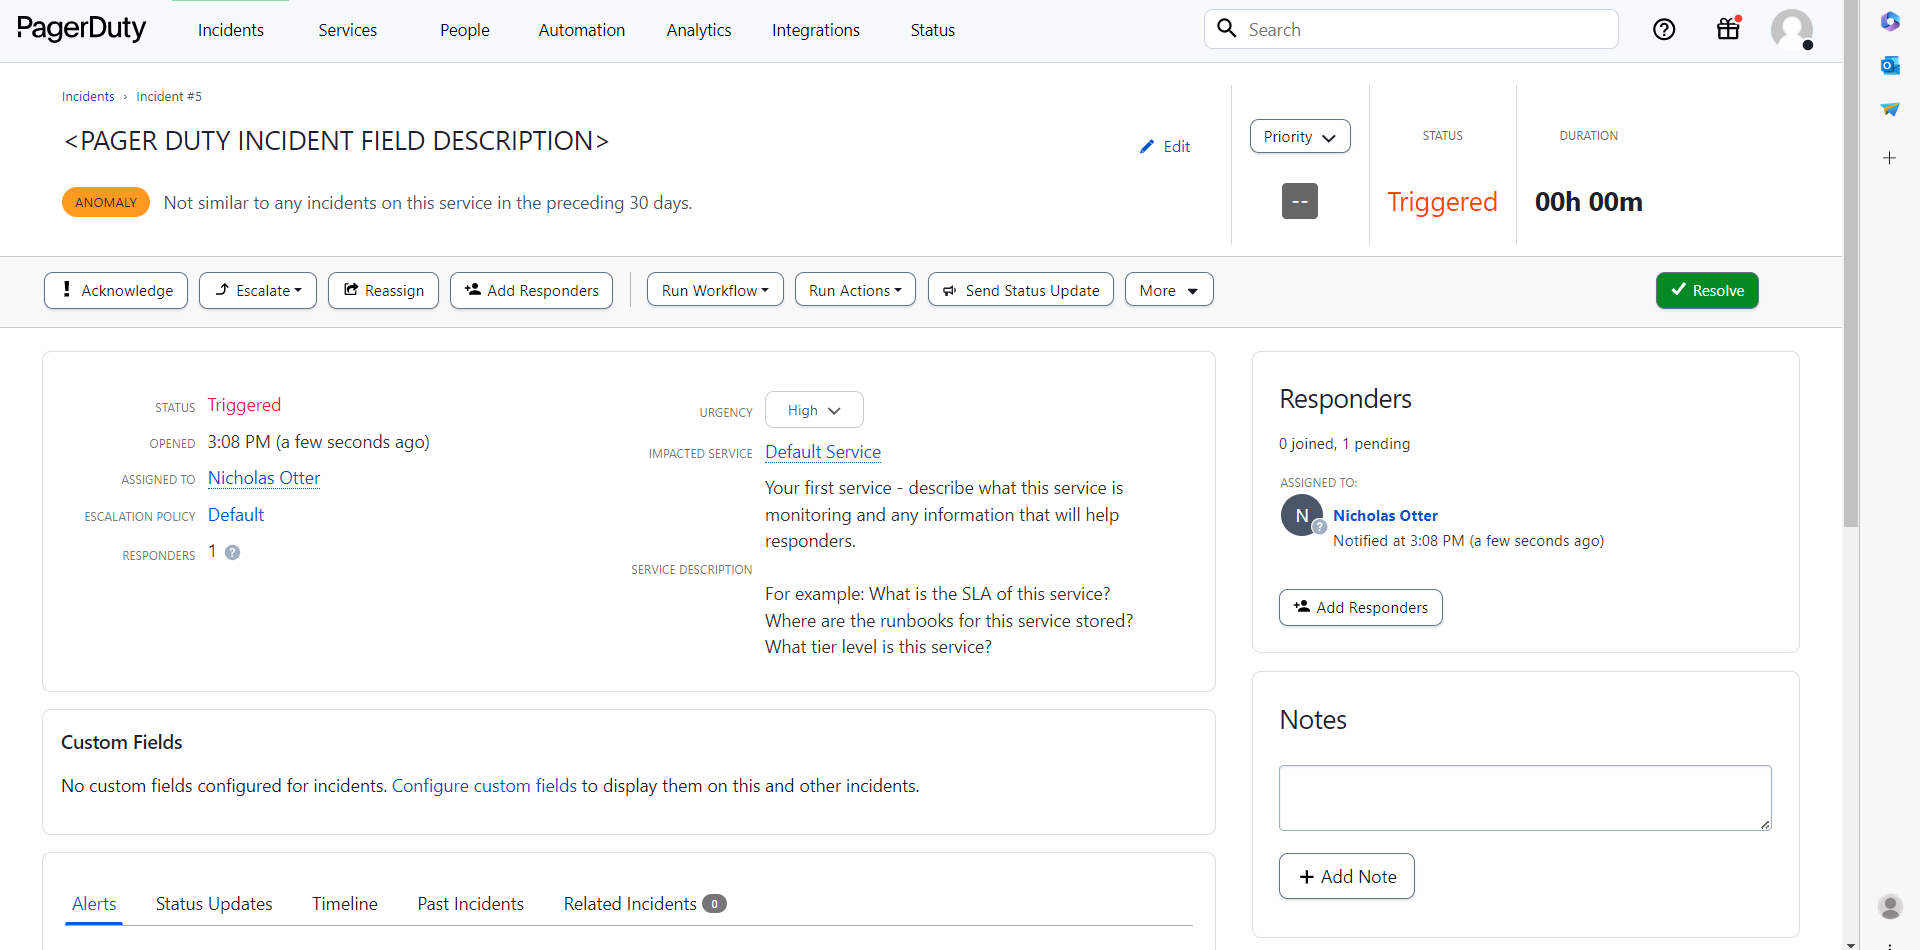 PagerDuty
Incidents
Services
People
Automation
Analytics
Integrations
Status
Search
Incidents › Incident #5
<PAGER DUTY INCIDENT FIELD DESCRIPTION>
Edit
ANOMALY Not similar to any incidents on this service in the preceding 30 days.
Priority
--
STATUS
Triggered
DURATION
00h 00m
Acknowledge
Escalate
Reassign
Add Responders
Run Workflow
Run Actions
Send Status Update
More
Resolve
STATUS Triggered
OPENED 3:08 PM (a few seconds ago)
ASSIGNED TO Nicholas Otter
ESCALATION POLICY Default
RESPONDERS 1 ?
URGENCY High
IMPACTED SERVICE Default Service
SERVICE DESCRIPTION
Your first service - describe what this service is
monitoring and any information that will help
responders.
For example: What is the SLA of this service?
Where are the runbooks for this service stored?
What tier level is this service?
Custom Fields
No custom fields configured for incidents. Configure custom fields to display them on this and other incidents.
Alerts
Status Updates
Timeline
Past Incidents
Related Incidents 0
Responders
0 joined, 1 pending
ASSIGNED TO:
N ?
Nicholas Otter
Notified at 3:08 PM (a few seconds ago)
Add Responders
Notes
Add Note